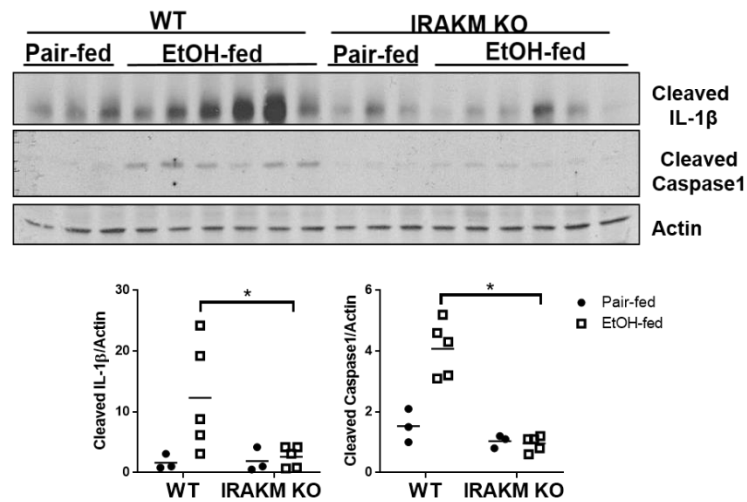 WT IRAKM KO
Pair-fed EtOH-fed Pair-fed EtOH-fed
Cleaved
IL-1β
Cleaved
Caspase1
Actin
Cleaved IL-1β/Actin
30
20
10
0
*
WT IRAKM KO
Cleaved Caspase1/Actin
6
4
2
0
*
WT IRAKM KO
Pair-fed
EtOH-fed